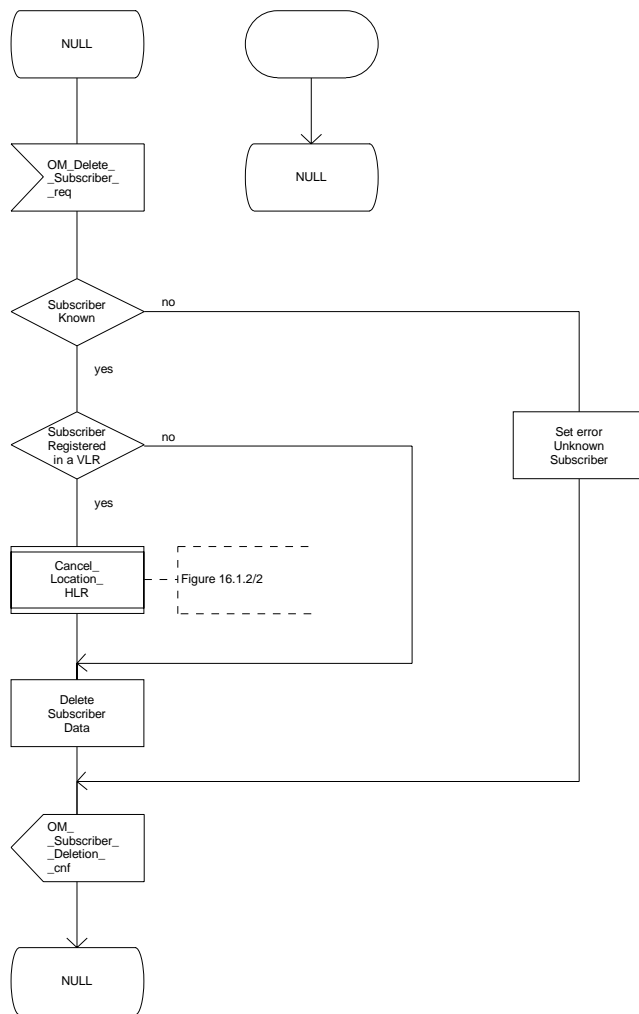 NULL
OM_Delete_
_Subscriber_
_req
NULL
Subscriber
Known
no
yes
Subscriber
Registered
in a VLR
no
Set error
Unknown
Subscriber
yes
Cancel_
Location_
HLR
Figure 16.1.2/2
Delete
Subscriber
Data
OM_
_Subscriber_
_Deletion_
_cnf
NULL